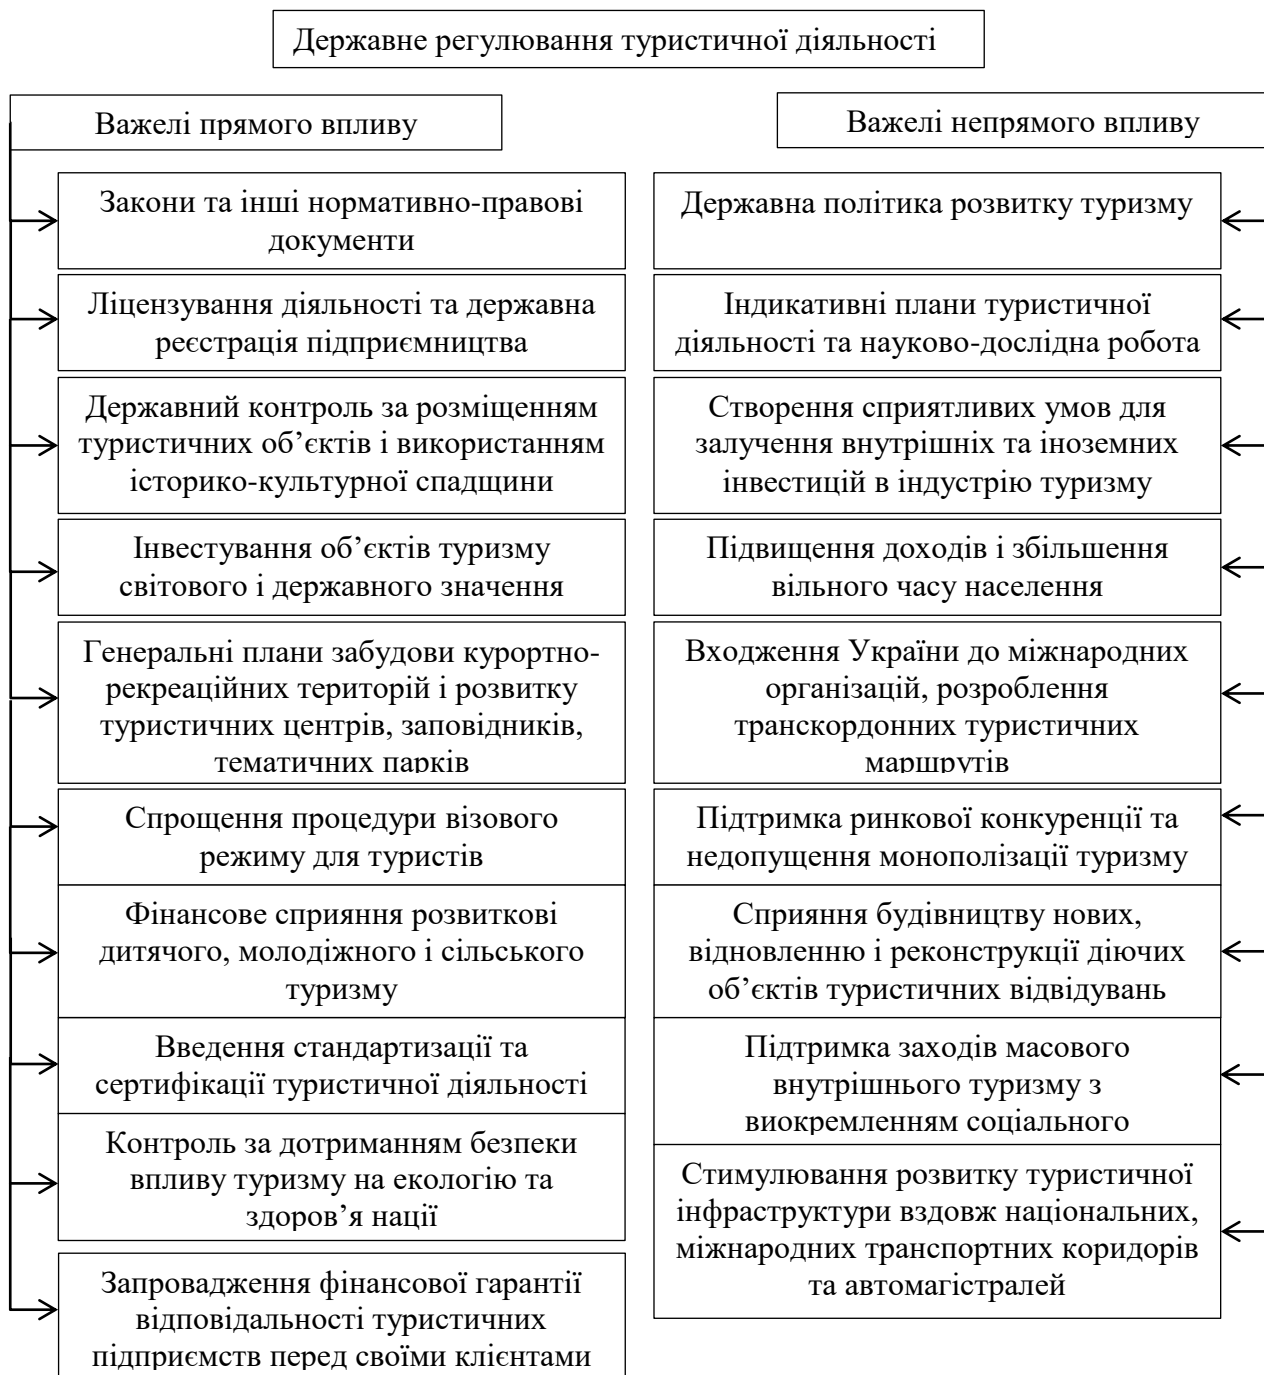 Державне регулювання туристичної діяльності
Важелі прямого впливу
Закони та інші нормативно-правові
документи
Ліцензування діяльності та державна
реєстрація підприємництва
Державний контроль за розміщенням
туристичних об’єктів і використанням
історико-культурної спадщини
Інвестування об’єктів туризму
світового і державного значення
Генеральні плани забудови курортно-
рекреаційних територій і розвитку
туристичних центрів, заповідників,
тематичних парків
Спрощення процедури візового
режиму для туристів
Фінансове сприяння розвиткові
дитячого, молодіжного і сільського
туризму
Введення стандартизації та
сертифікації туристичної діяльності
Контроль за дотриманням безпеки
впливу туризму на екологію та
здоров’я нації
Запровадження фінансової гарантії
відповідальності туристичних
підприємств перед своїми клієнтами
Важелі непрямого впливу
Державна політика розвитку туризму
Індикативні плани туристичної
діяльності та науково-дослідна робота
Створення сприятливих умов для
залучення внутрішніх та іноземних
інвестицій в індустрію туризму
Підвищення доходів і збільшення
вільного часу населення
Входження України до міжнародних
організацій, розроблення
транскордонних туристичних
маршрутів
Підтримка ринкової конкуренції та
недопущення монополізації туризму
Сприяння будівництву нових,
відновленню і реконструкції діючих
об’єктів туристичних відвідувань
Підтримка заходів масового
внутрішнього туризму з
виокремленням соціального
Стимулювання розвитку туристичної
інфраструктури вздовж національних,
міжнародних транспортних коридорів
та автомагістралей